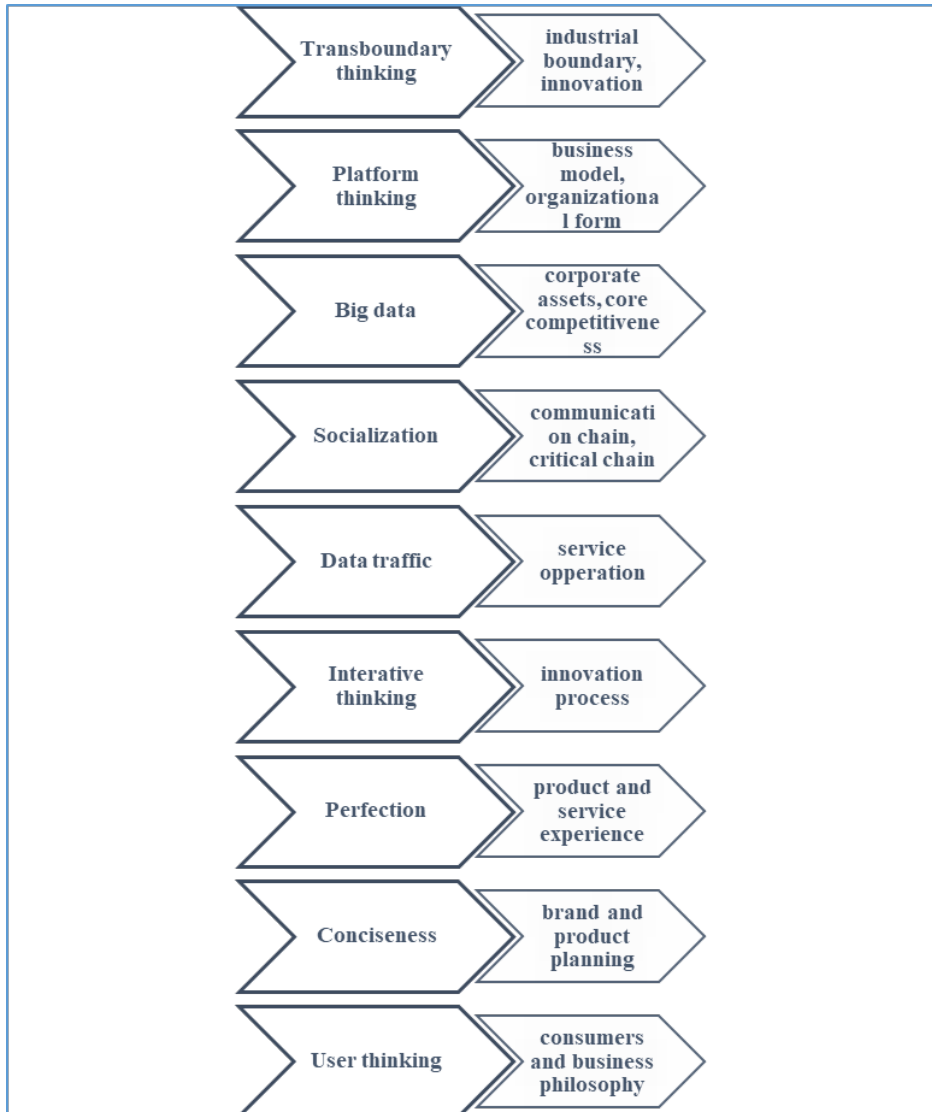 Transboundary
thinking
industrial
boundary,
innovation
Platform
thinking
business
model,
organizationa
l form
Big data
corporate
assets, core
competitivene
ss
Socialization
communicati
on chain,
critical chain
Data traffic
service
opperation
Interative
thinking
innovation
process
Perfection
product and
service
experience
Conciseness
brand and
product
planning
User thinking
consumers
and business
philosophy